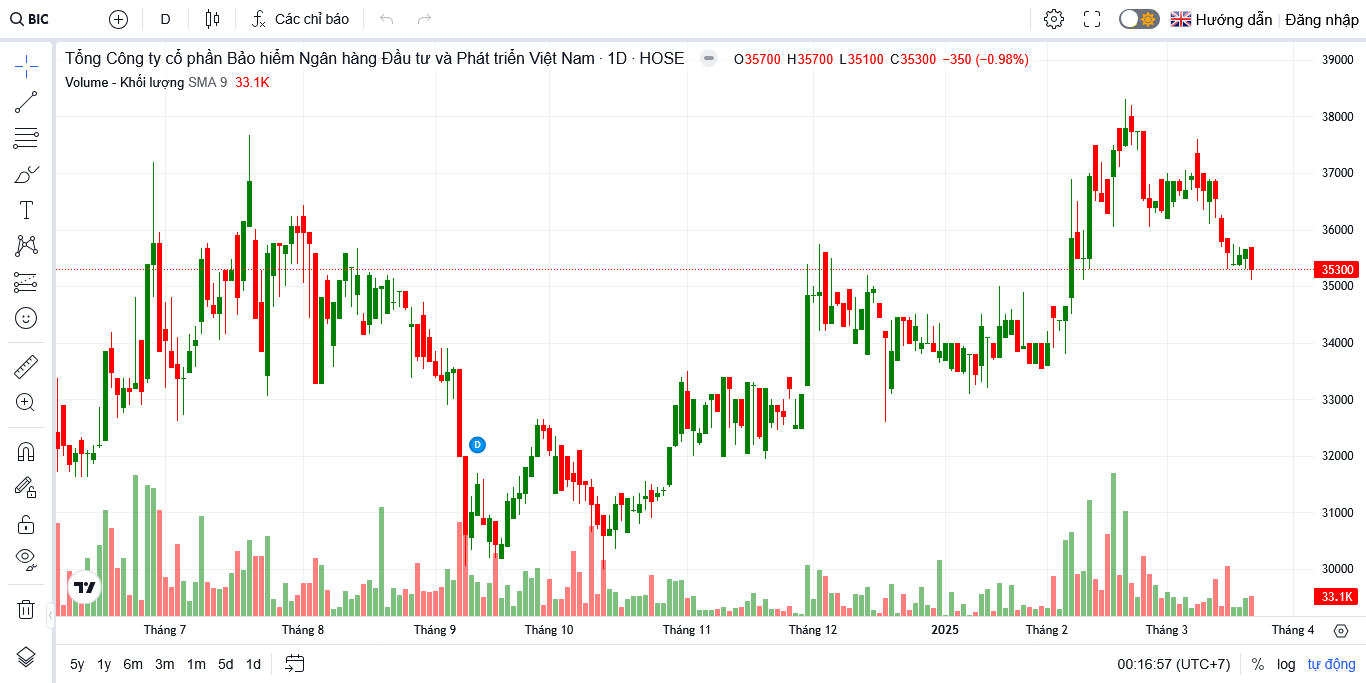 BIC D Các chỉ báo Hướng dẫn Đăng nhập
Tổng Công ty cổ phần Bảo hiểm Ngân hàng Đầu tư và Phát triển Việt Nam · 1D · HOSE O35700 H35700 L35100 C35300 −350 (−0.98%)
Volume - Khối lượng SMA 9 33.1K
39000
38000
37000
36000
35300
35000
34000
33000
D
32000
31000
30000
33.1K
Tháng 7 Tháng 8 Tháng 9 Tháng 10 Tháng 11 Tháng 12 2025 Tháng 2 Tháng 3 Tháng 4
5y 1y 6m 3m 1m 5d 1d 00:16:57 (UTC+7) % log tự động